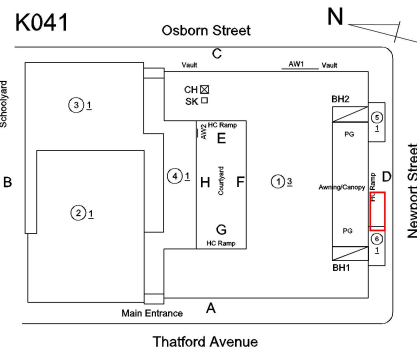 K041
Osborn Street
N
C
Vault
AW1
Vault
Schoolyard
CH
SK
BH2
3 1
AW2
HC Ramp
E
5
1
PG
Newport Street
4 1
H
Courtyard
F
1 3
Awning/Canopy
HC Ramp
D
B
2 1
G
HC Ramp
PG
6
1
BH1
Main Entrance
A
Thatford Avenue